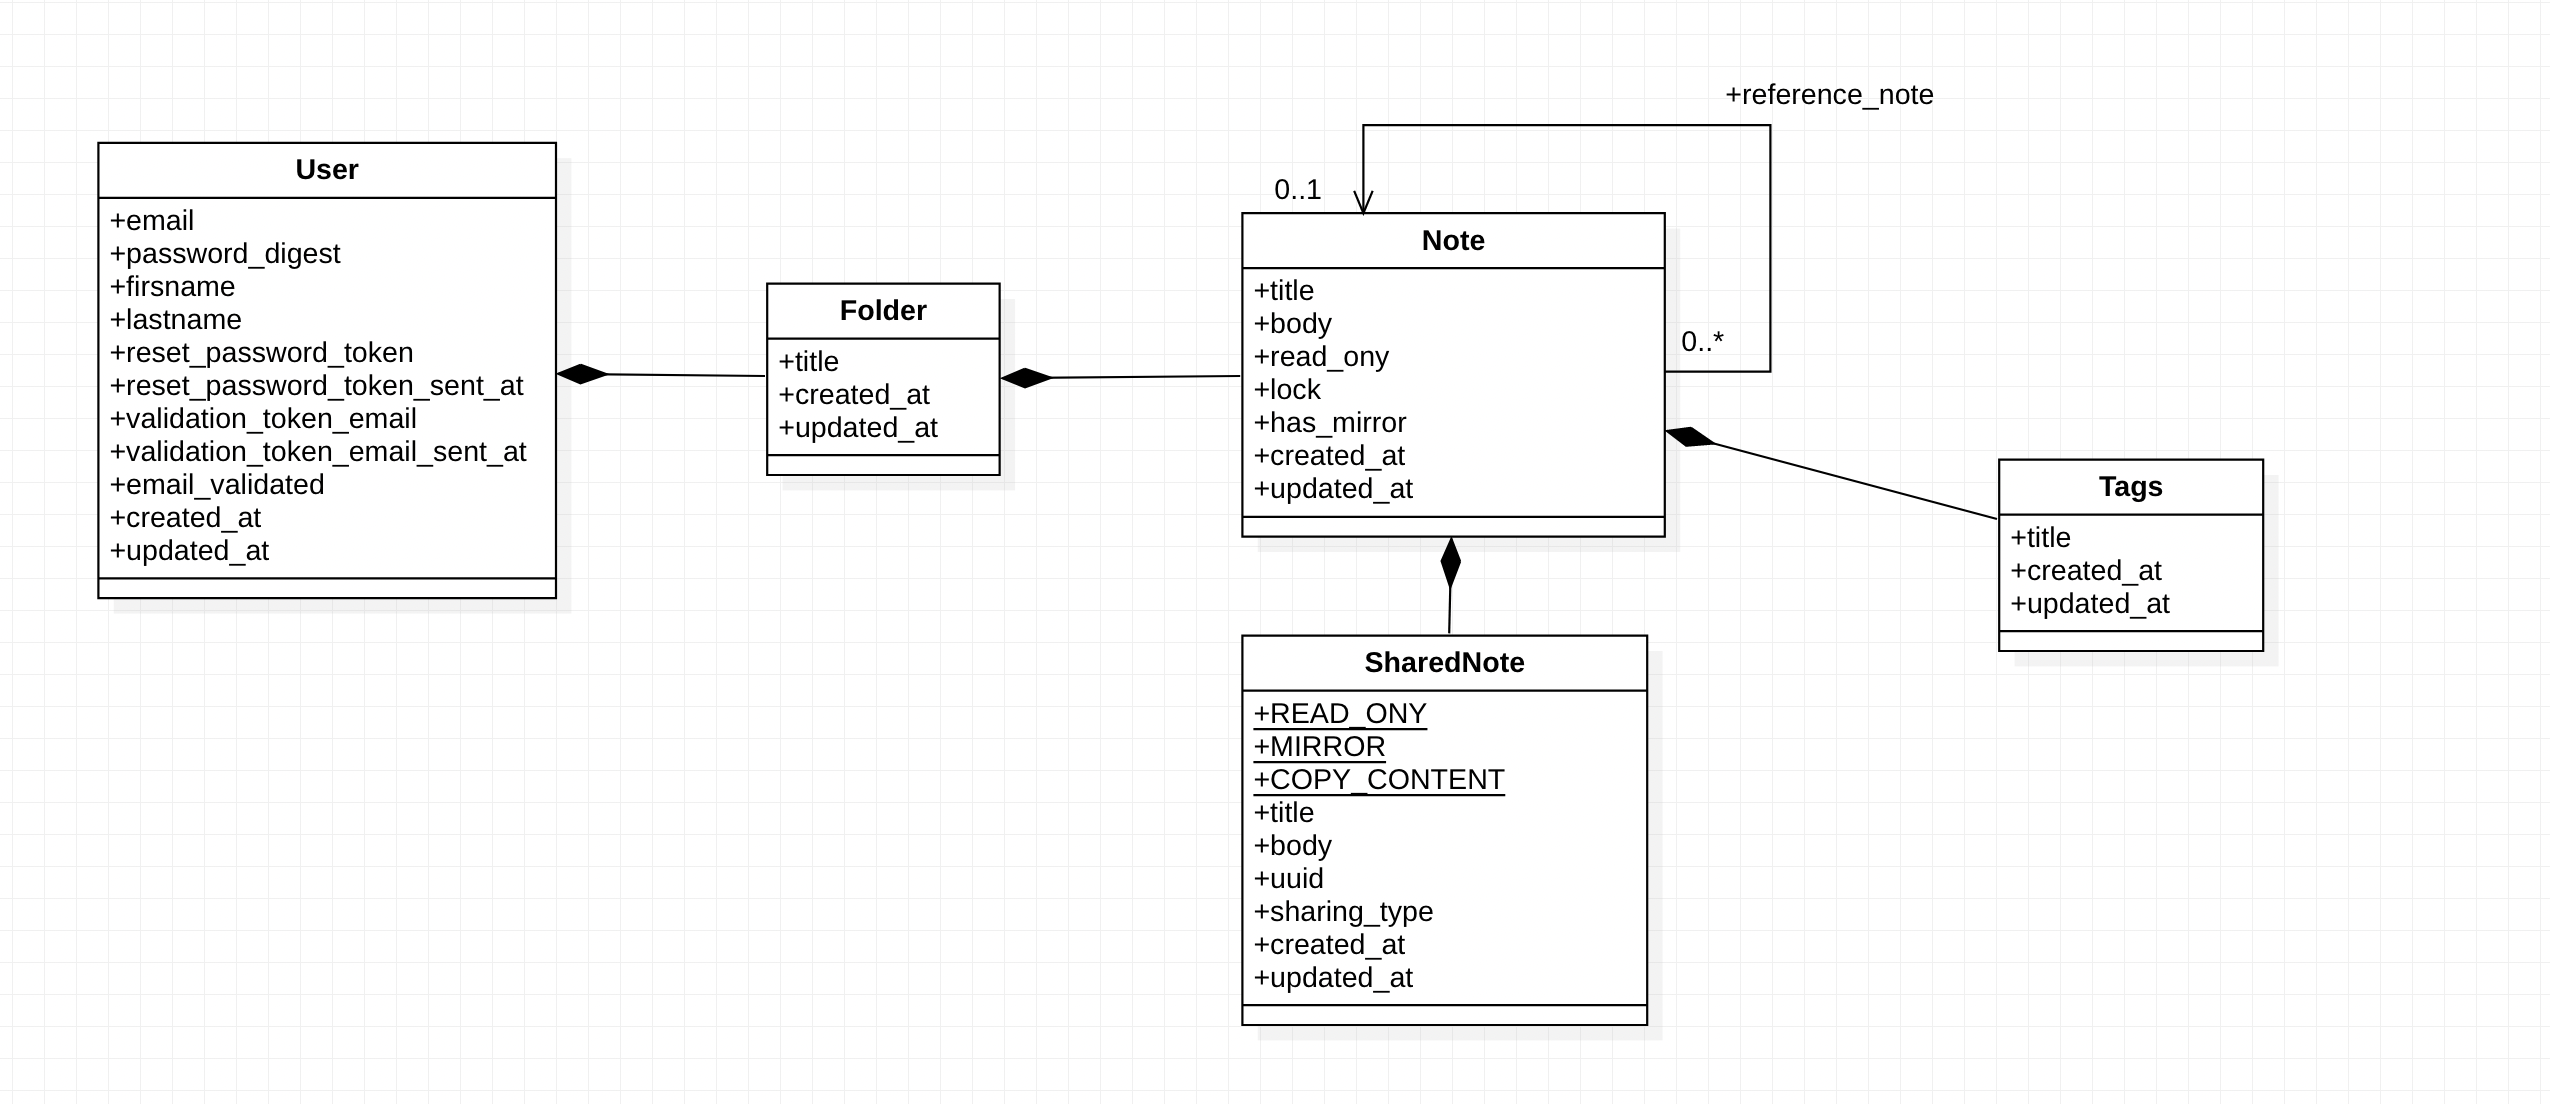 +reference_note
User
+email
+password_digest
+firsname
+lastname
+reset_password_token
+reset_password_token_sent_at
+validation_token_email
+validation_token_email_sent_at
+email_validated
+created_at
+updated_at
Folder
+title
+created_at
+updated_at
0..1
Note
+title
+body
+read_ony
+lock
+has_mirror
+created_at
+updated_at
0..*
Tags
+title
+created_at
+updated_at
SharedNote
+READ_ONY
+MIRROR
+COPY_CONTENT
+title
+body
+uuid
+sharing_type
+created_at
+updated_at